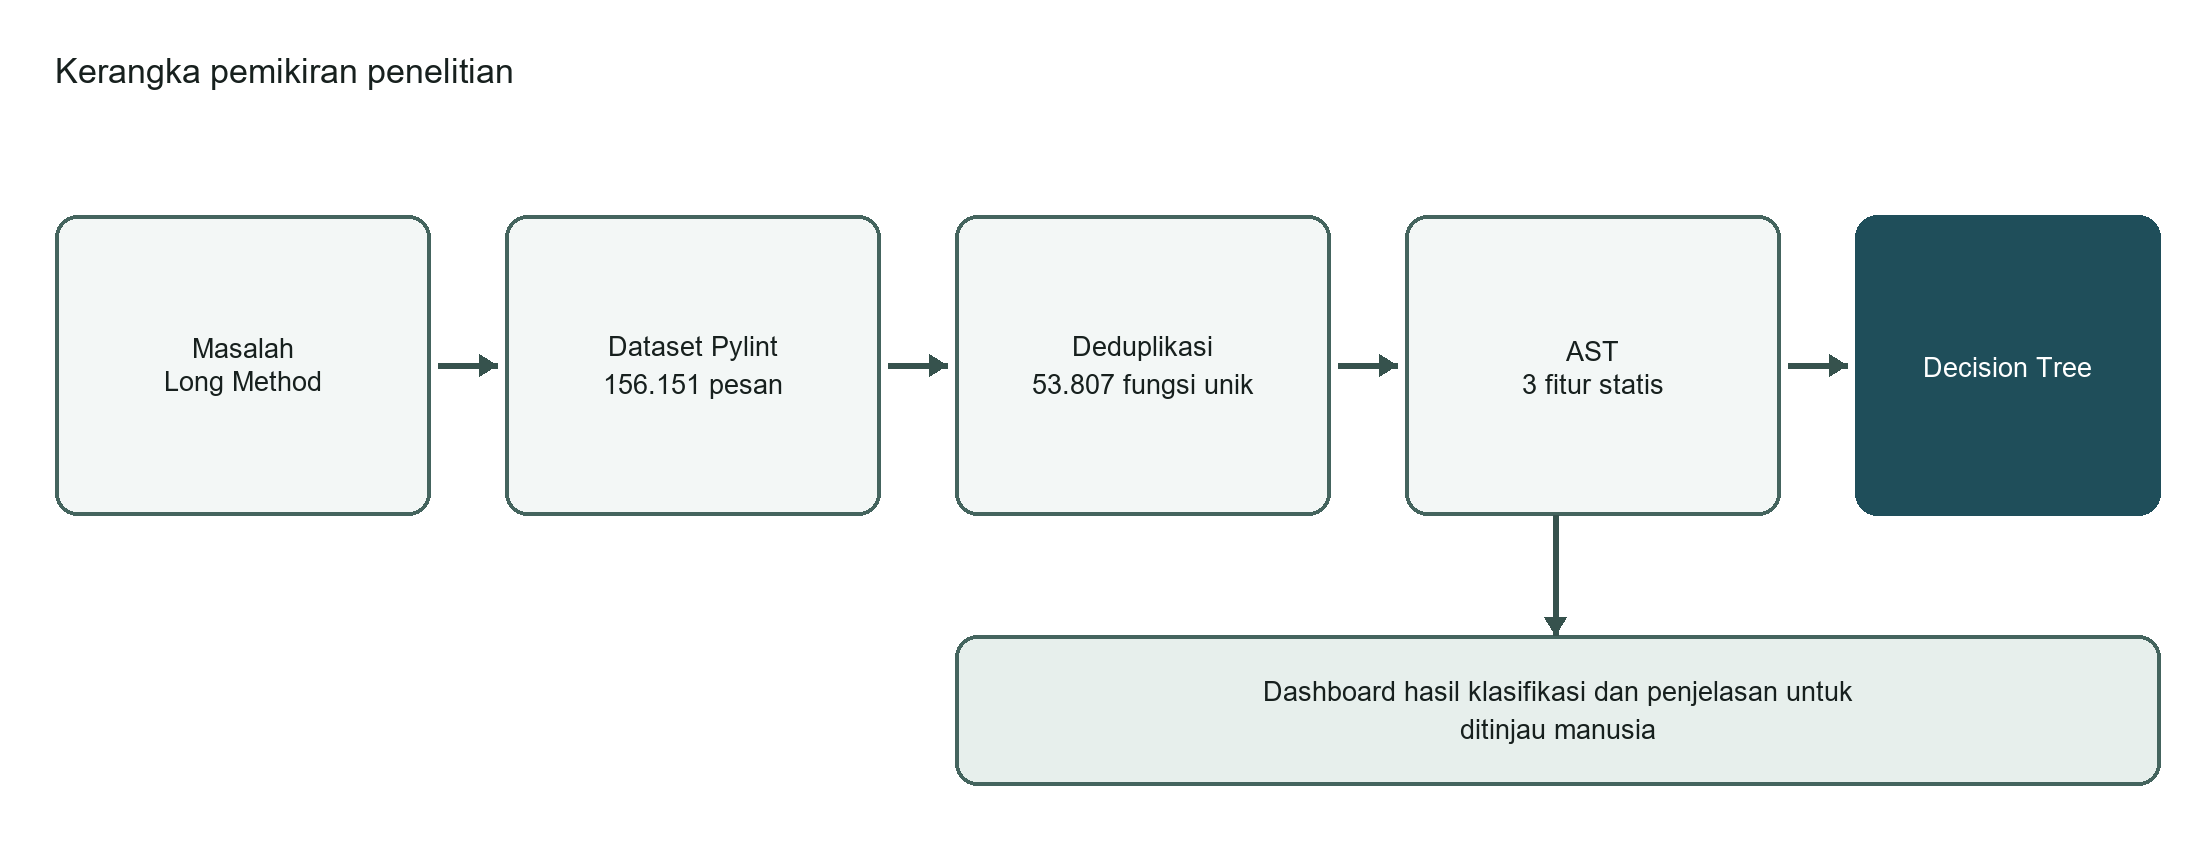 Kerangka pemikiran penelitian
Masalah
Long Method
Dataset Pylint
156.151 pesan
Deduplikasi
53.807 fungsi unik
AST
3 fitur statis
Decision Tree
Dashboard hasil klasifikasi dan penjelasan untuk
ditinjau manusia